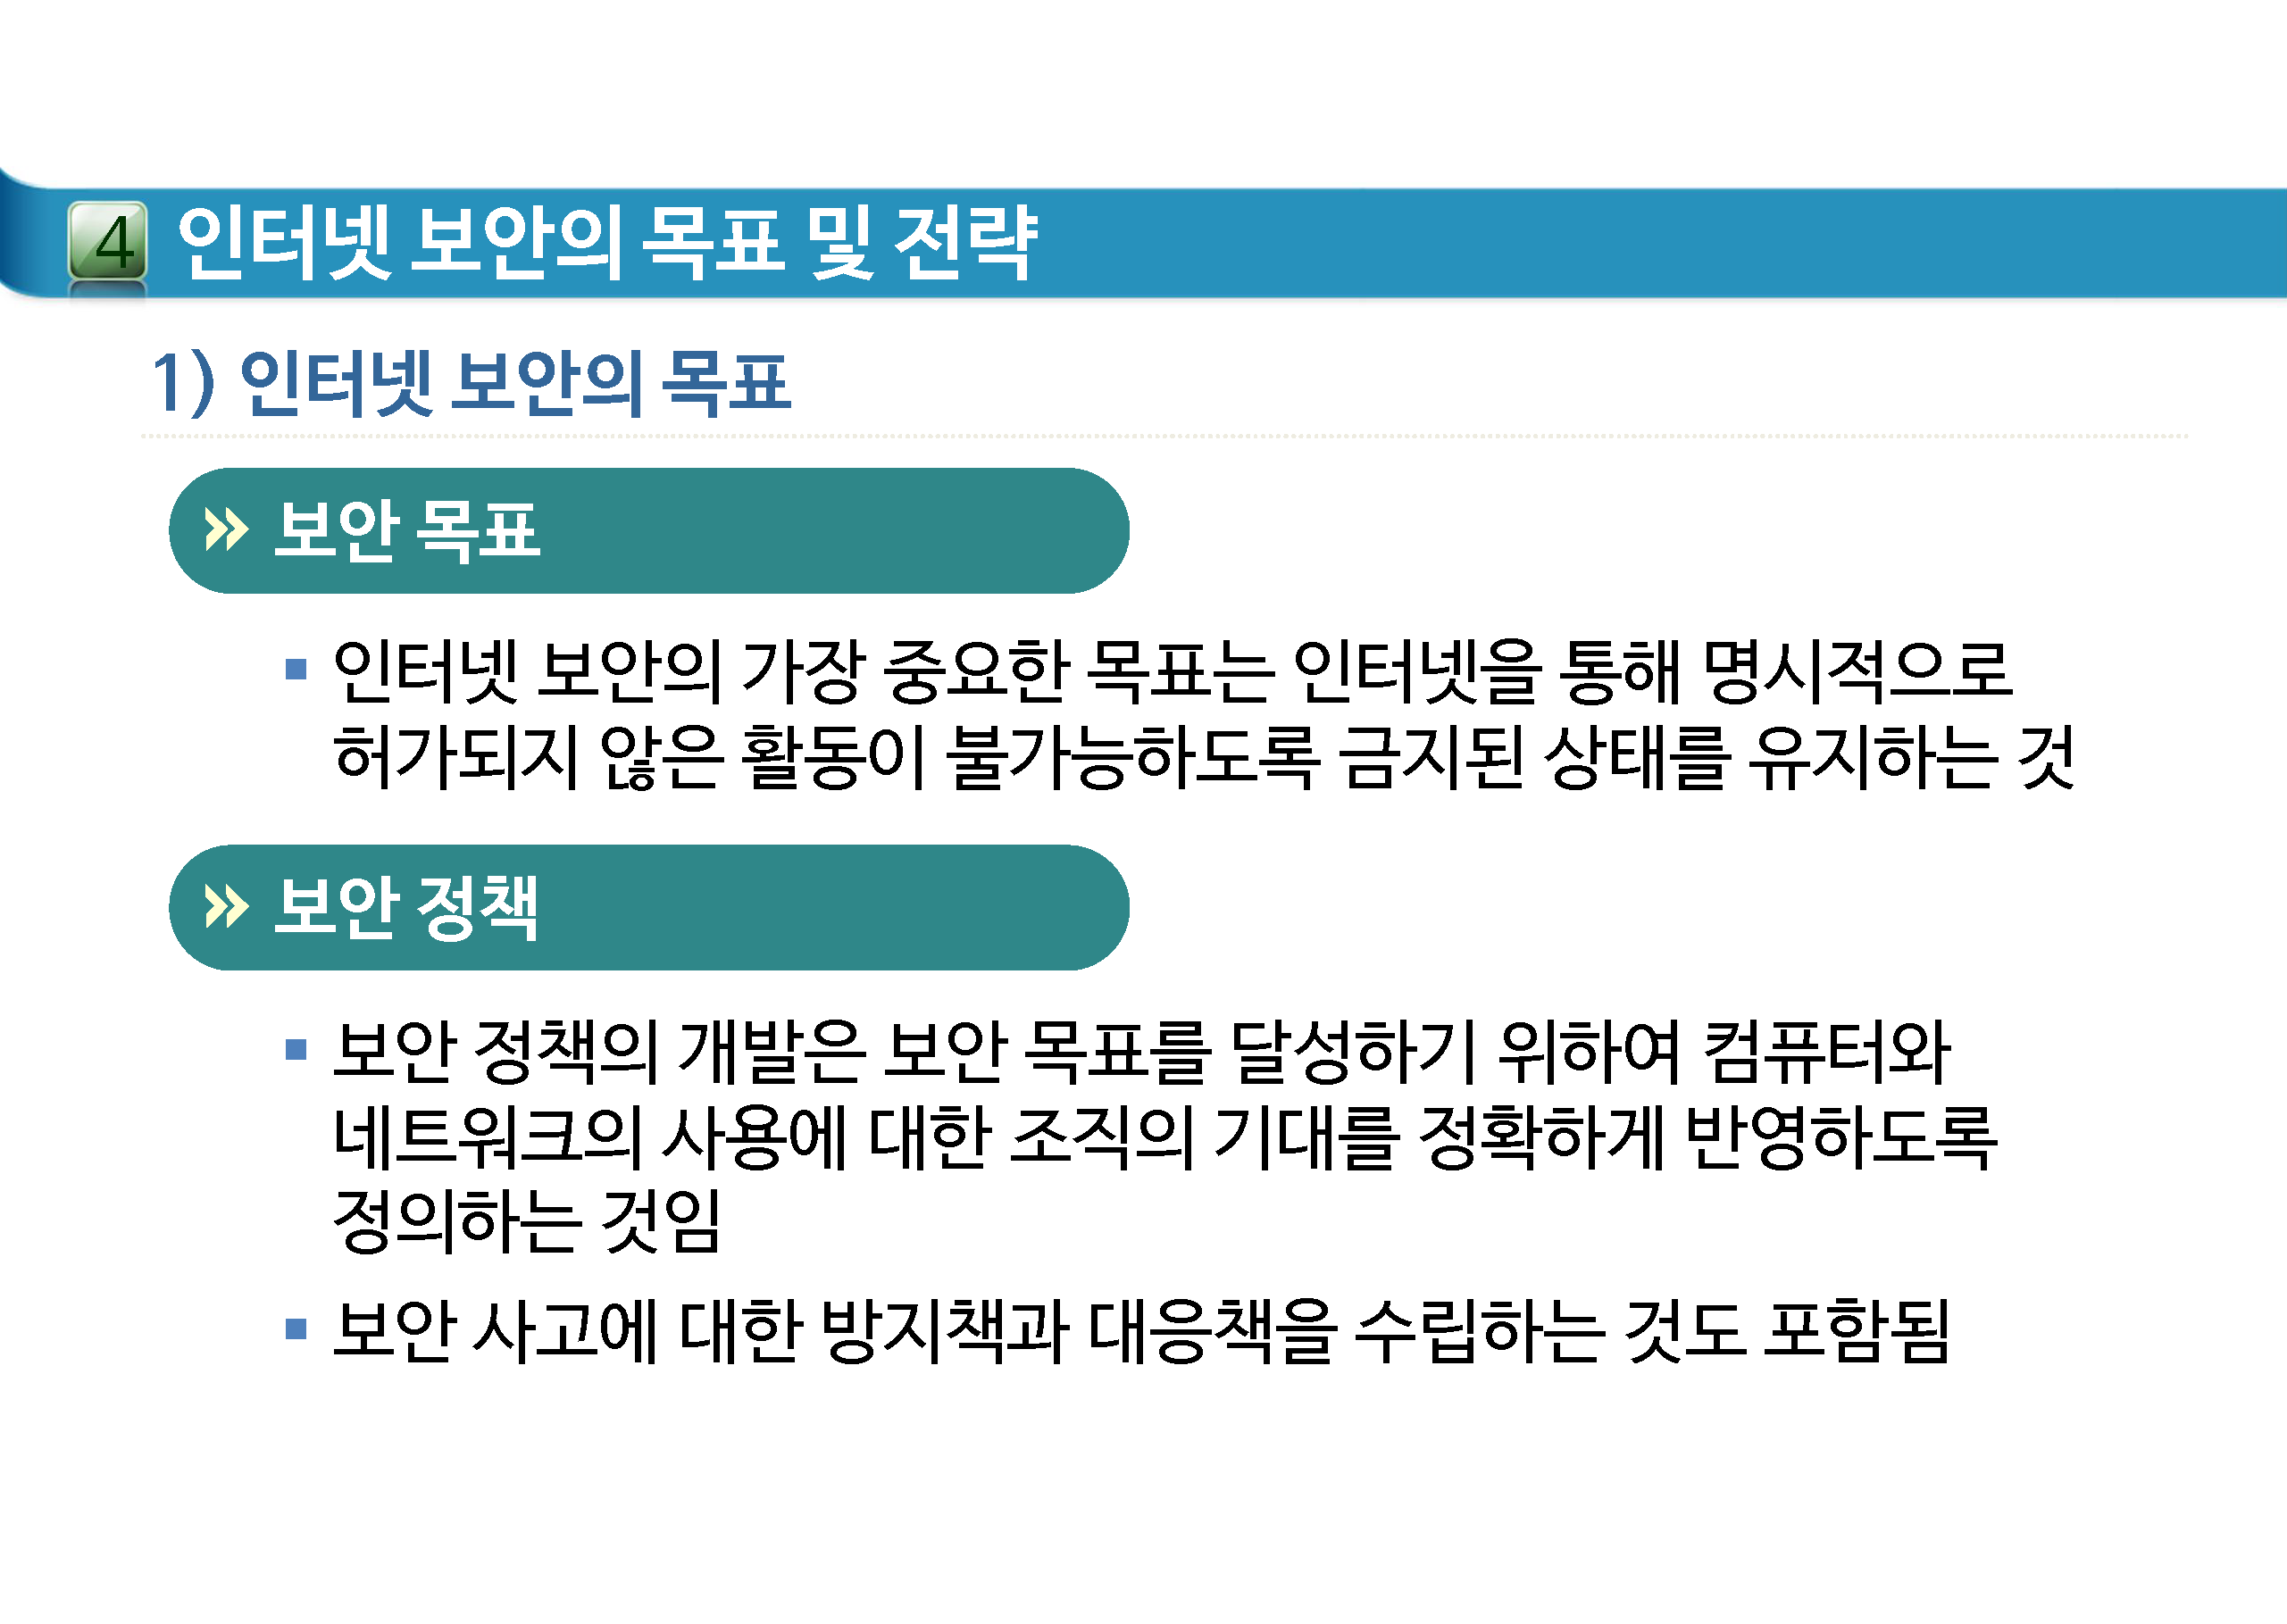 4 인터넷 보안의 목표 및 전략
1) 인터넷 보안의 목표
» 보안 목표
▪ 인터넷 보안의 가장 중요한 목표는 인터넷을 통해 명시적으로
허가되지 않은 활동이 불가능하도록 금지된 상태를 유지하는 것
» 보안 정책
▪ 보안 정책의 개발은 보안 목표를 달성하기 위하여 컴퓨터와
네트워크의 사용에 대한 조직의 기대를 정확하게 반영하도록
정의하는 것임
▪ 보안 사고에 대한 방지책과 대응책을 수립하는 것도 포함됨